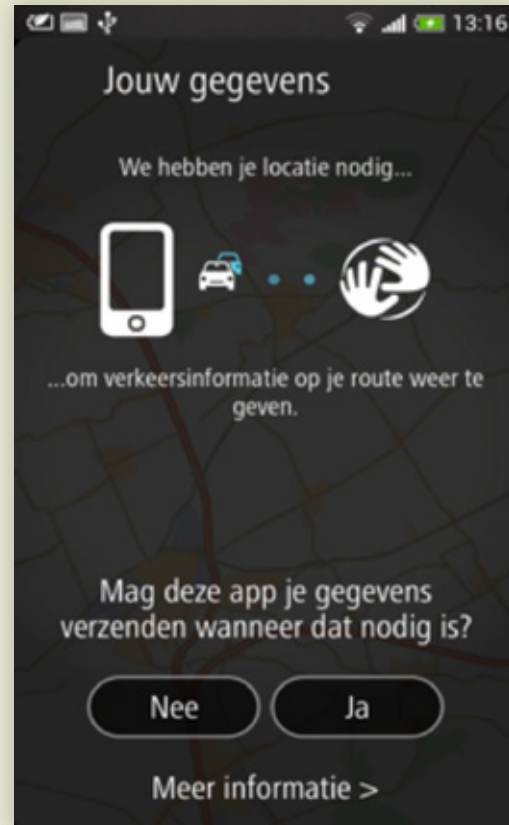 13:16
Jouw gegevens
We hebben je locatie nodig...
...om verkeersinformatie op je route weer te
geven.
Mag deze app je gegevens
verzenden wanneer dat nodig is?
Nee Ja
Meer informatie >